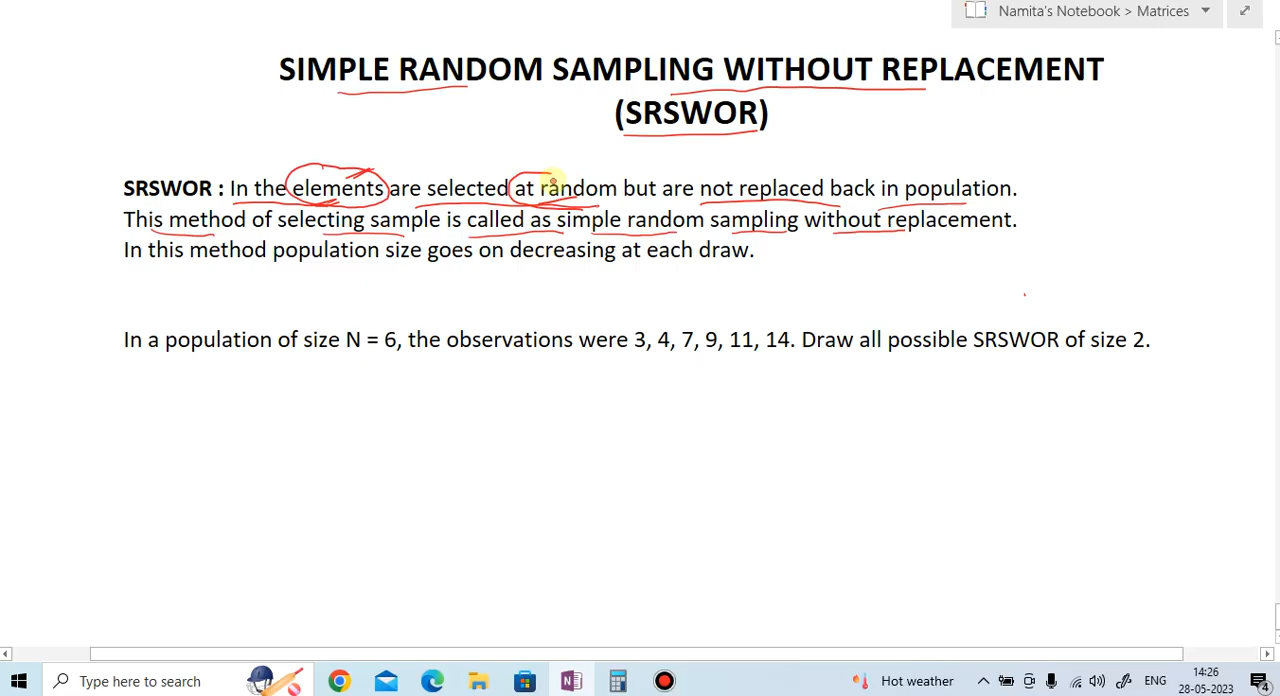 Namita's Notebook > Matrices
SIMPLE RANDOM SAMPLING WITHOUT REPLACEMENT
(SRSWOR)
SRSWOR : In the elements are selected at random but are not replaced back in population.
This method of selecting sample is called as simple random sampling without replacement.
In this method population size goes on decreasing at each draw.
In a population of size N = 6, the observations were 3, 4, 7, 9, 11, 14. Draw all possible SRSWOR of size 2.
Type here to search
Hot weather
ENG
14:26
28-05-2023
4